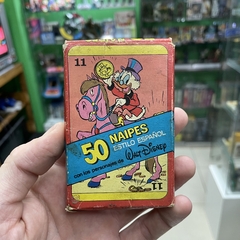 11
50 NAIPES
ESTILO ESPAÑOL
con los personajes de WALT DISNEY
11